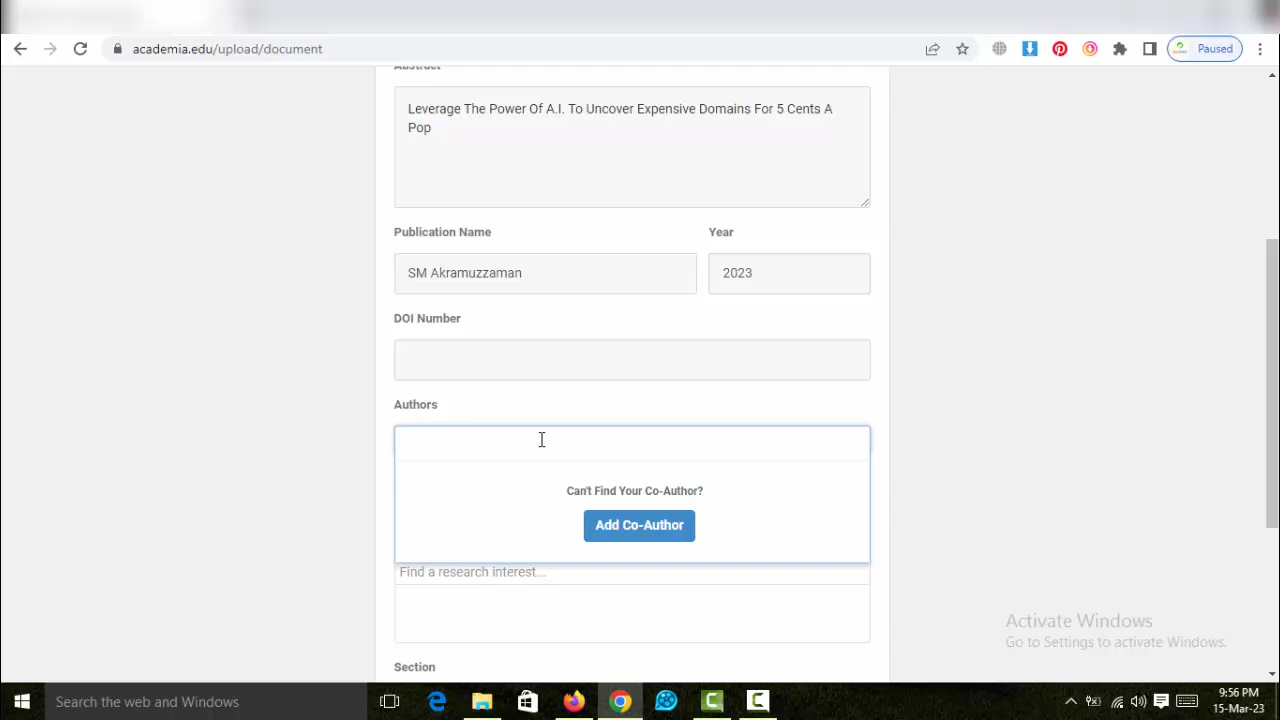 academia.edu/upload/document
Paused
Abstract
Leverage The Power Of A.I. To Uncover Expensive Domains For 5 Cents A
Pop
Publication Name
Year
SM Akramuzzaman
2023
DOI Number
Authors
Can't Find Your Co-Author?
Add Co-Author
Find a research interest...
Section
Activate Windows
Go to Settings to activate Windows.
Search the web and Windows
9:56 PM
15-Mar-23